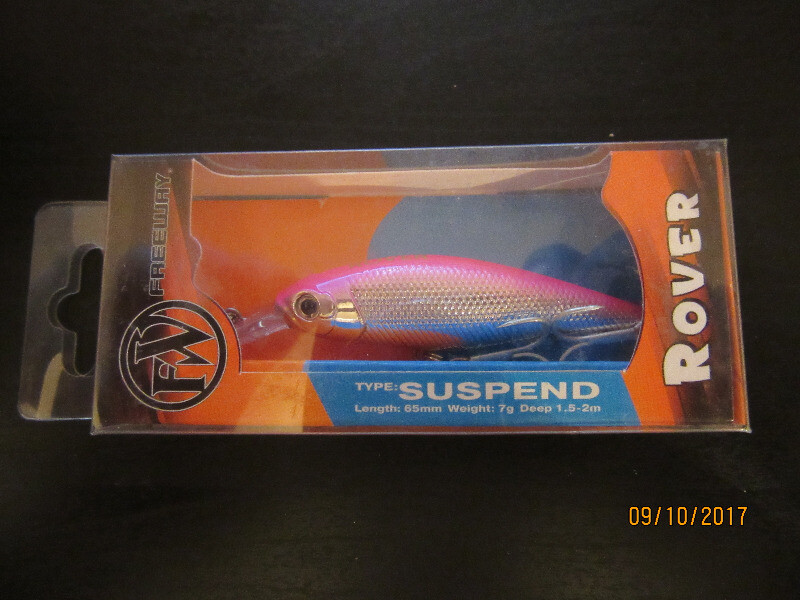 FREEWAY
FW
TYPE: SUSPEND
Length: 65mm Weight: 7g Deep 1.5-2m
ROVER
09/10/2017